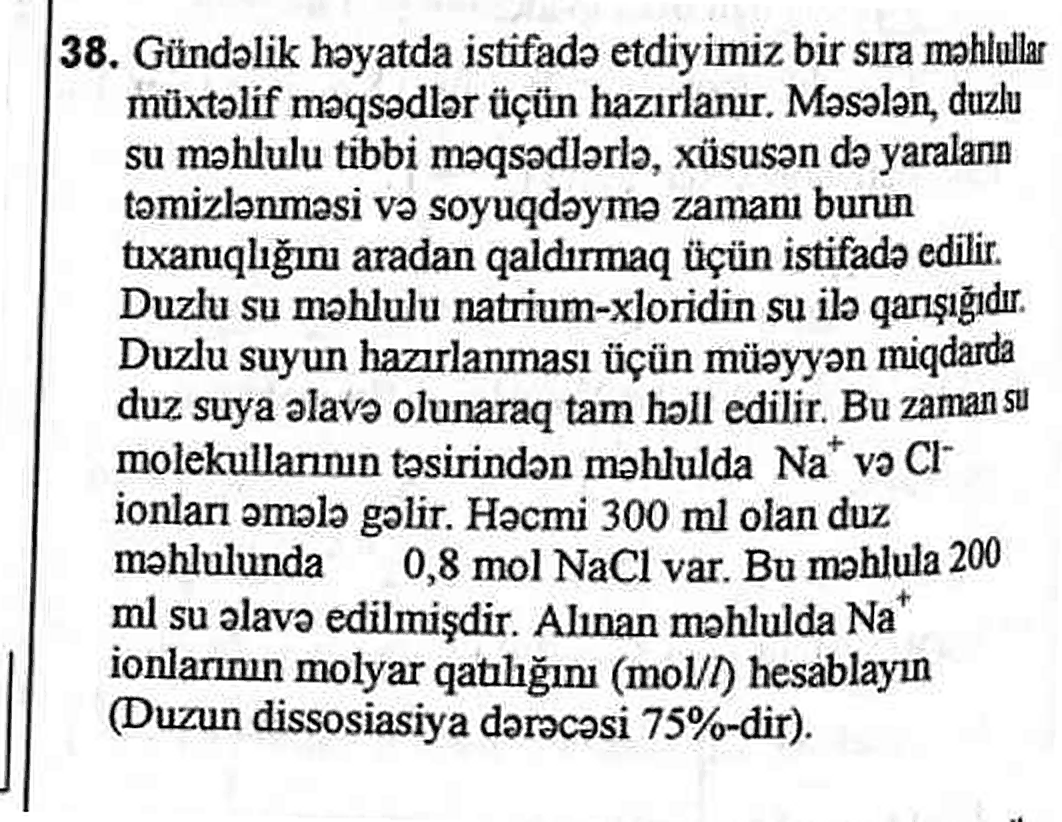 38. Gündəlik həyatda istifadə etdiyimiz bir sıra məhlullar
müxtəlif məqsədlər üçün hazırlanır. Məsələn, duzlu
su məhlulu tibbi məqsədlərlə, xüsusən də yaraların
təmizlənməsi və soyuqdəymə zamanı burun
tıxanıqlığını aradan qaldırmaq üçün istifadə edilir.
Duzlu su məhlulu natrium-xloridin su ilə qarışığıdır.
Duzlu suyun hazırlanması üçün müəyyən miqdarda
duz suya əlavə olunaraq tam həll edilir. Bu zaman su
molekullarının təsirindən məhlulda Na⁺ və Cl⁻
ionları əmələ gəlir. Həcmi 300 ml olan duz
məhlulunda 0,8 mol NaCl var. Bu məhlula 200
ml su əlavə edilmişdir. Alınan məhlulda Na⁺
ionlarının molyar qatılığını (mol//) hesablayın
(Duzun dissosiasiya dərəcəsi 75%-dir).